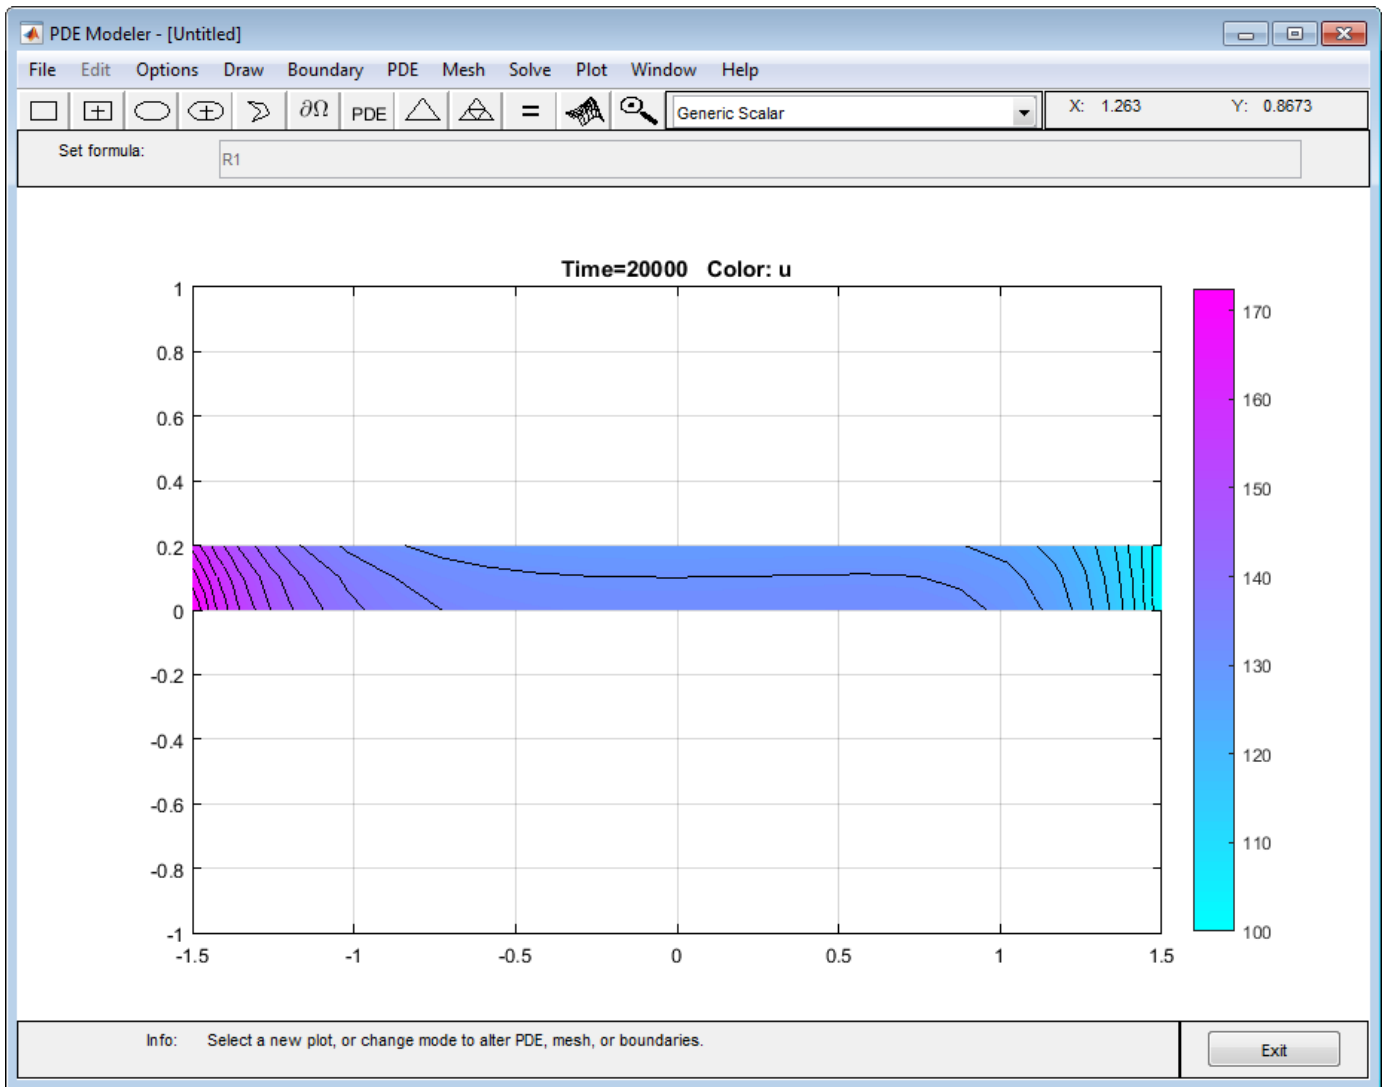 PDE Modeler - [Untitled]
File Edit Options Draw Boundary PDE Mesh Solve Plot Window Help
∂Ω PDE = Generic Scalar X: 1.263 Y: 0.8673
Set formula: R1
Time=20000 Color: u
1
0.8
0.6
0.4
0.2
0
-0.2
-0.4
-0.6
-0.8
-1
-1.5 -1 -0.5 0 0.5 1 1.5
170
160
150
140
130
120
110
100
Info: Select a new plot, or change mode to alter PDE, mesh, or boundaries.
Exit